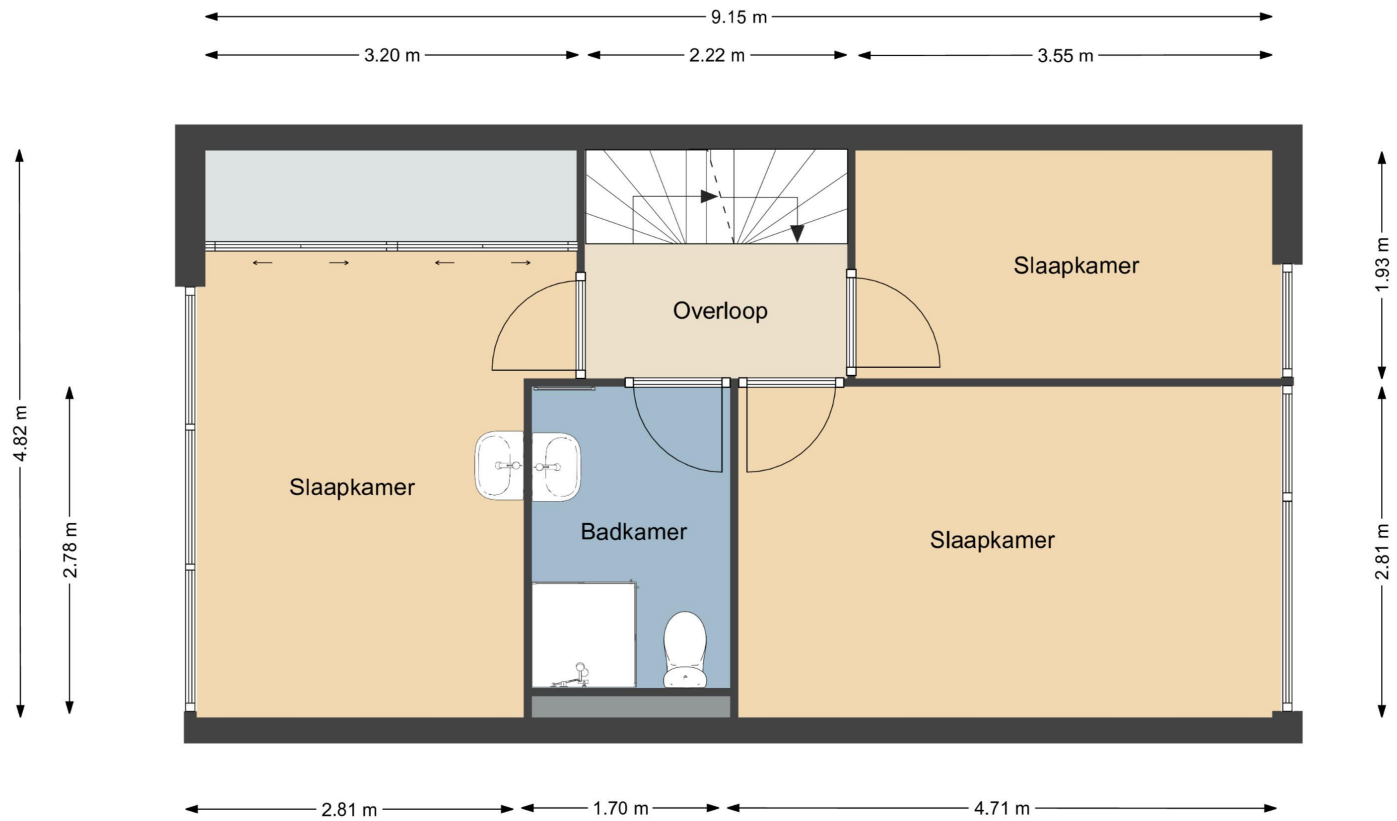 9.15 m
3.20 m
2.22 m
3.55 m
Slaapkamer
1.93 m
Overloop
4.82 m
Slaapkamer
2.78 m
Badkamer
Slaapkamer
2.81 m
2.81 m
1.70 m
4.71 m